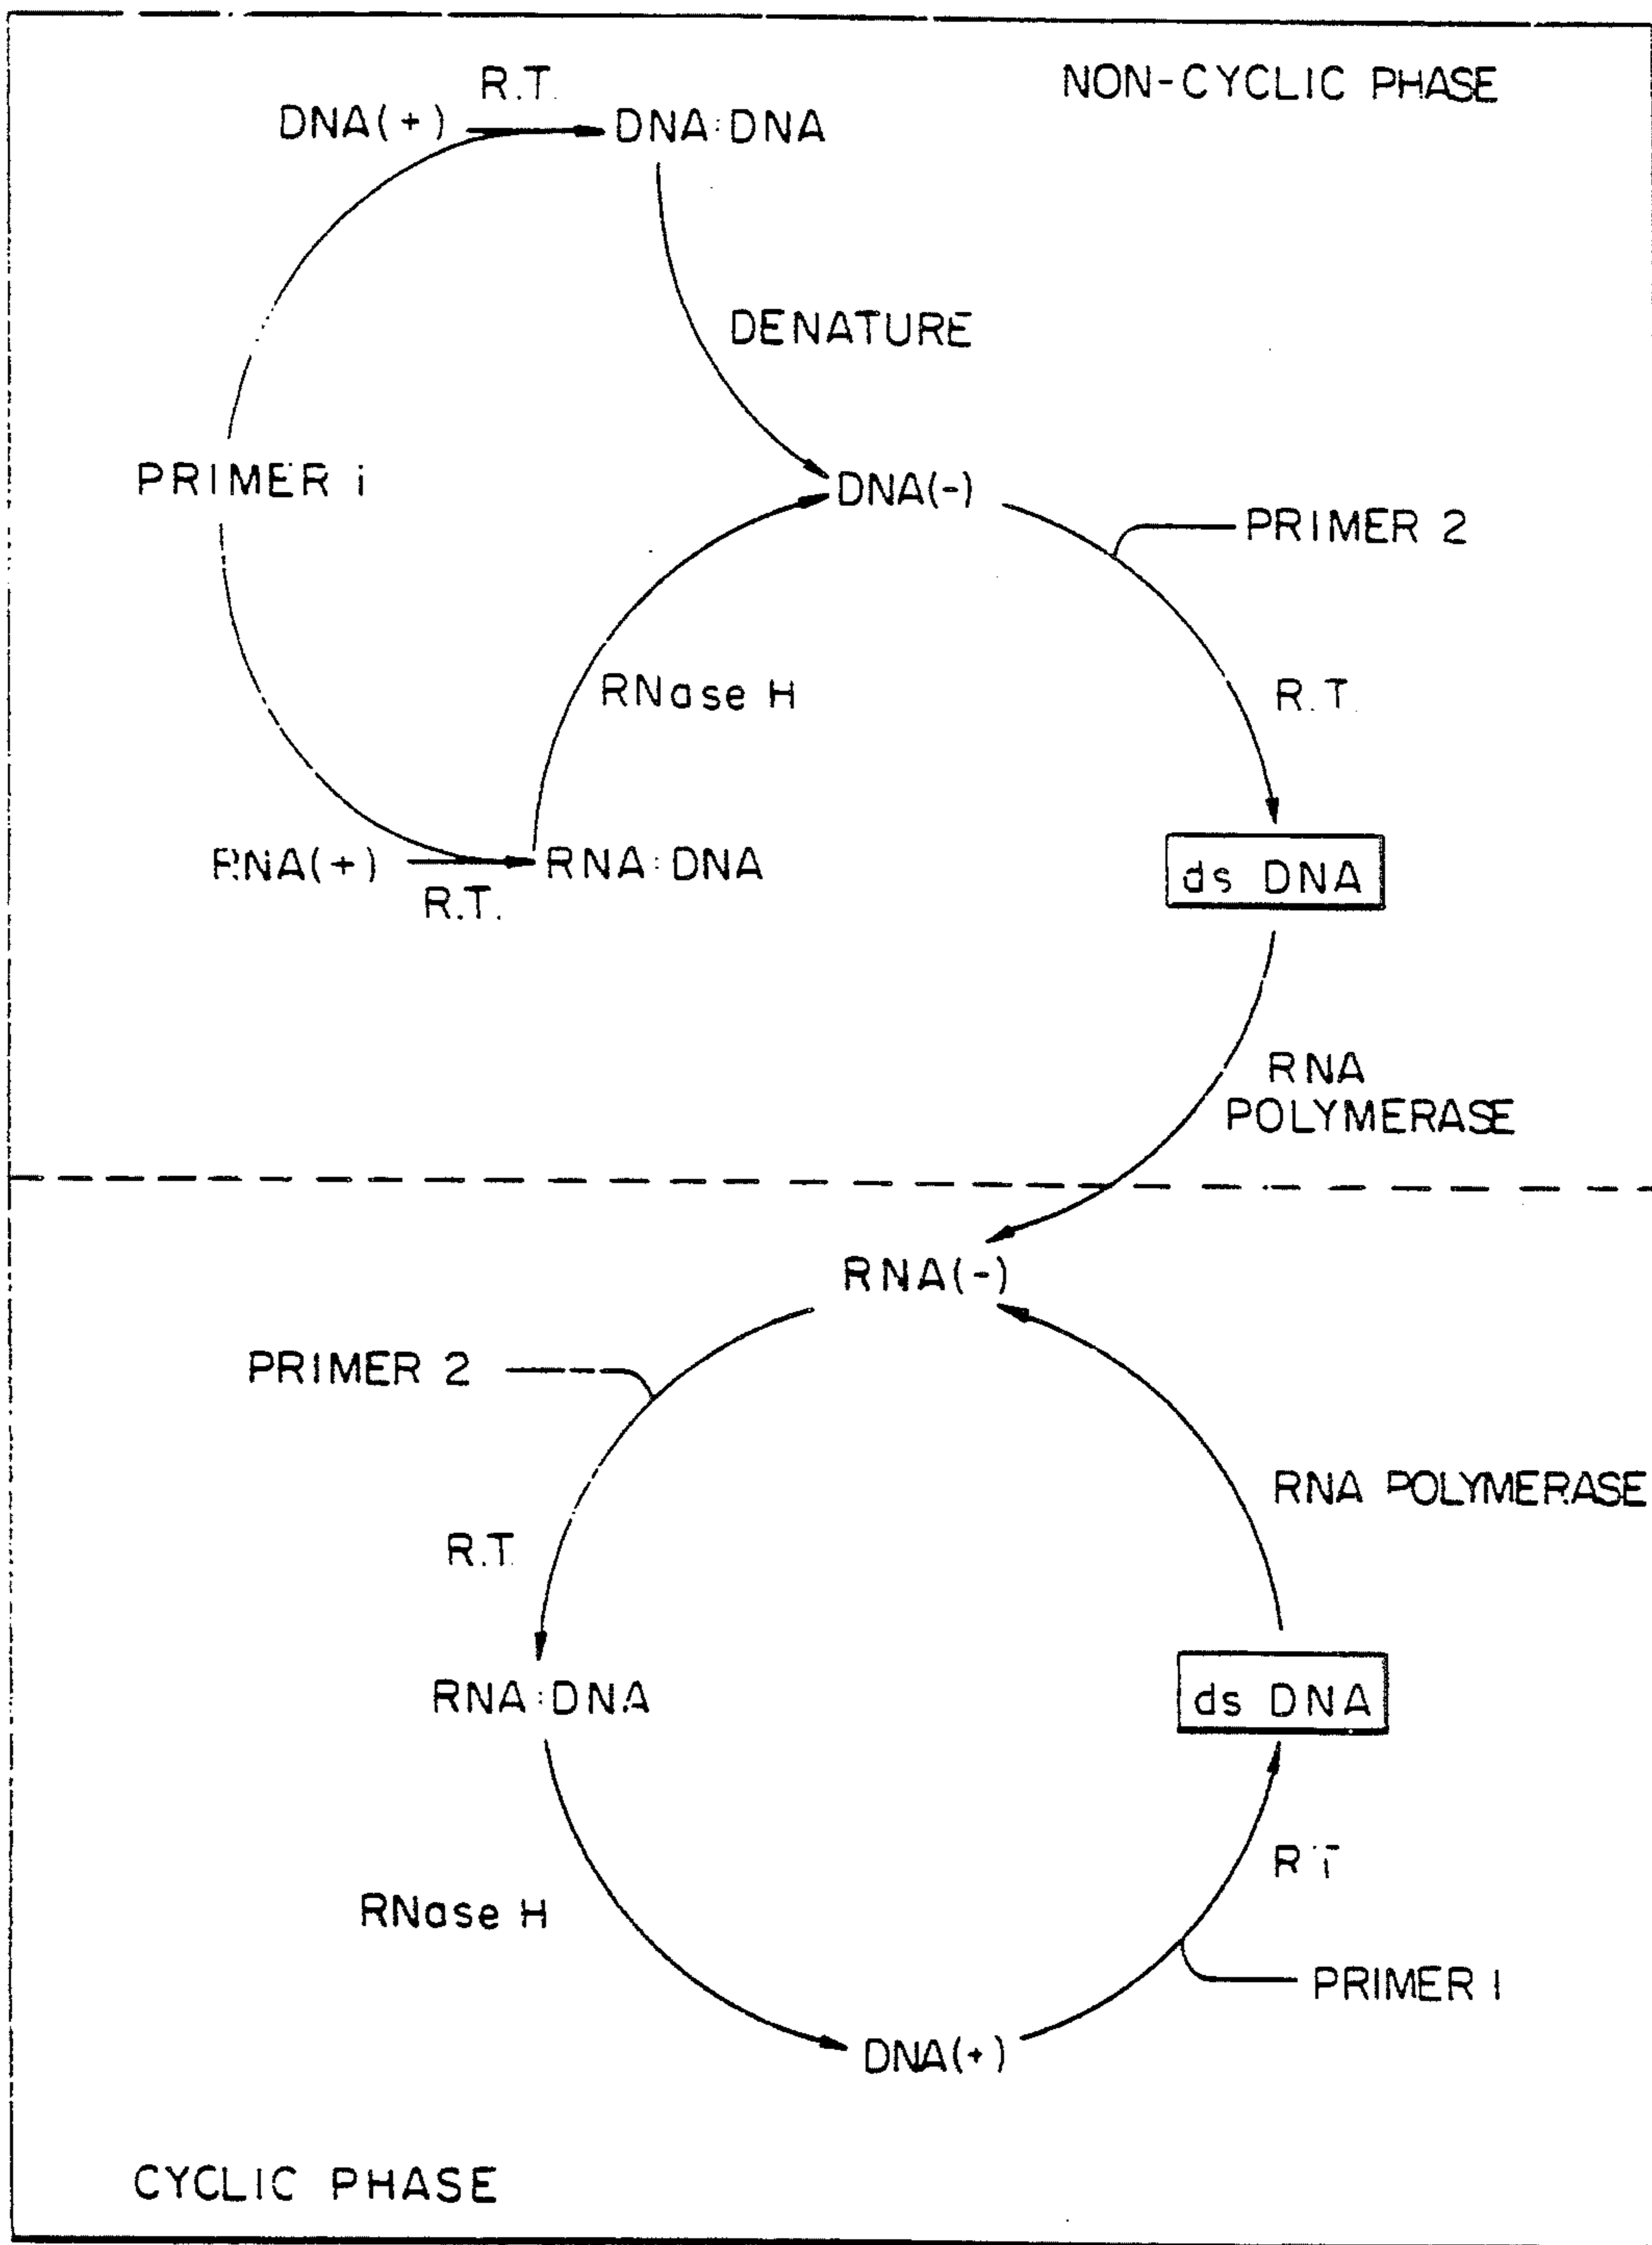 NON-CYCLIC PHASE
R.T.
DNA(+)
DNA:DNA
DENATURE
PRIMER i
DNA(-)
PRIMER 2
RNase H
R.T.
RNA(+)
RNA:DNA
R.T.
ds DNA
RNA
POLYMERASE
RNA(-)
PRIMER 2
RNA POLYMERASE
R.T.
RNA:DNA
ds DNA
RT
RNase H
PRIMER 1
DNA(+)
CYCLIC PHASE